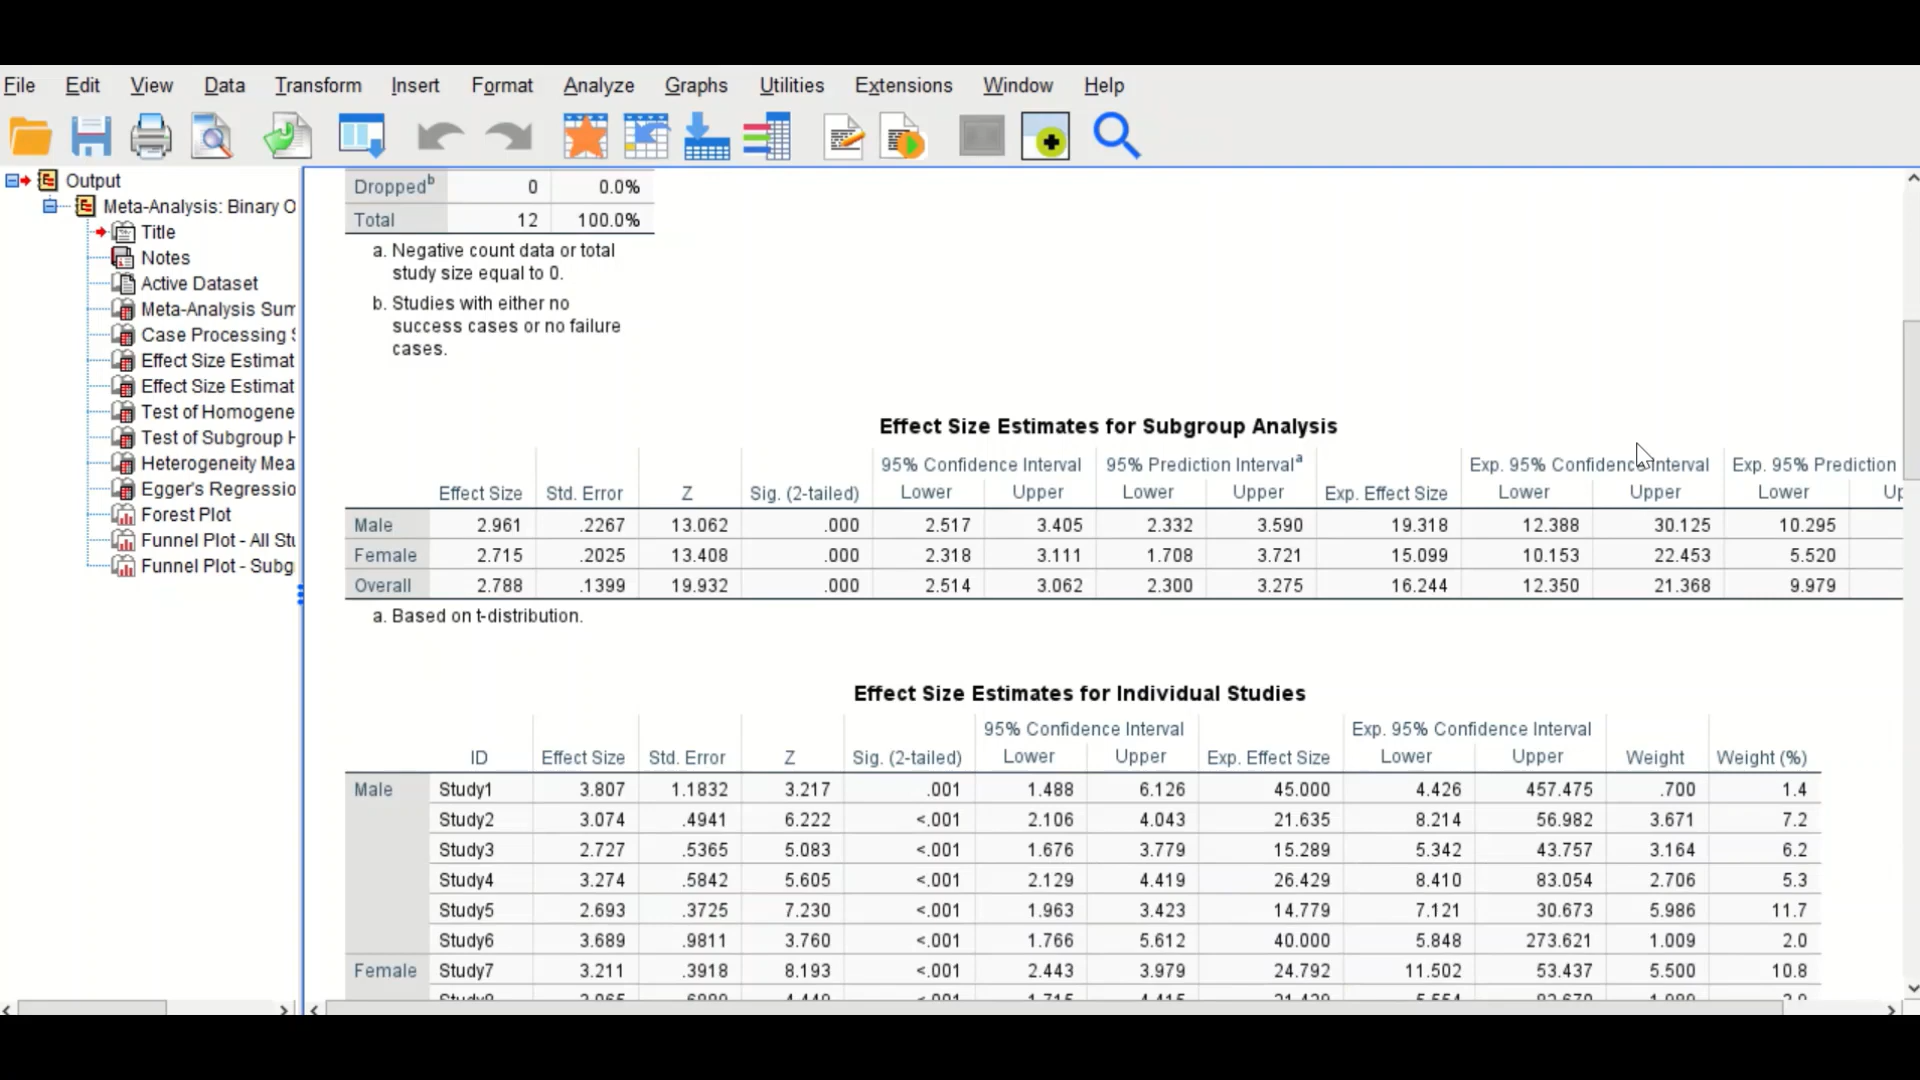 File Edit View Data Transform Insert Format Analyze Graphs Utilities Extensions Window Help
Output
Meta-Analysis: Binary O
Title
Notes
Active Dataset
Meta-Analysis Sum
Case Processing S
Effect Size Estimat
Effect Size Estimat
Test of Homogene
Test of Subgroup H
Heterogeneity Mea
Egger's Regressio
Forest Plot
Funnel Plot - All Stu
Funnel Plot - Subg
Dropped b 0 0.0%
Total 12 100.0%
a. Negative count data or total
study size equal to 0.
b. Studies with either no
success cases or no failure
cases.
Effect Size Estimates for Subgroup Analysis
95% Confidence Interval 95% Prediction Interval a Exp. 95% Confidence Interval Exp. 95% Prediction
Effect Size Std. Error Z Sig. (2-tailed) Lower Upper Lower Upper Exp. Effect Size Lower Upper Lower Up
Male 2.961 .2267 13.062 .000 2.517 3.405 2.332 3.590 19.318 12.388 30.125 10.295
Female 2.715 .2025 13.408 .000 2.318 3.111 1.708 3.721 15.099 10.153 22.453 5.520
Overall 2.788 .1399 19.932 .000 2.514 3.062 2.300 3.275 16.244 12.350 21.368 9.979
a. Based on t-distribution.
Effect Size Estimates for Individual Studies
95% Confidence Interval Exp. 95% Confidence Interval
ID Effect Size Std. Error Z Sig. (2-tailed) Lower Upper Exp. Effect Size Lower Upper Weight Weight (%)
Male Study1 3.807 1.1832 3.217 .001 1.488 6.126 45.000 4.426 457.475 .700 1.4
Study2 3.074 .4941 6.222 <.001 2.106 4.043 21.635 8.214 56.982 3.671 7.2
Study3 2.727 .5365 5.083 <.001 1.676 3.779 15.289 5.342 43.757 3.164 6.2
Study4 3.274 .5842 5.605 <.001 2.129 4.419 26.429 8.410 83.054 2.706 5.3
Study5 2.693 .3725 7.230 <.001 1.963 3.423 14.779 7.121 30.673 5.986 11.7
Study6 3.689 .9811 3.760 <.001 1.766 5.612 40.000 5.848 273.621 1.009 2.0
Female Study7 3.211 .3918 8.193 <.001 2.443 3.979 24.792 11.502 53.437 5.500 10.8